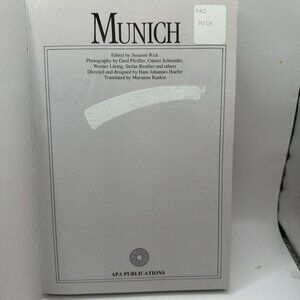 943
RICK
MUNICH
Edited by Susanne Rick
Photography by Gerd Pfeiffer, Günter Schneider,
Werner Lüring, Stefan Reuther and others
Directed and designed by Hans Johannes Hoefer
Translated by Marianne Rankin
APA PUBLICATIONS